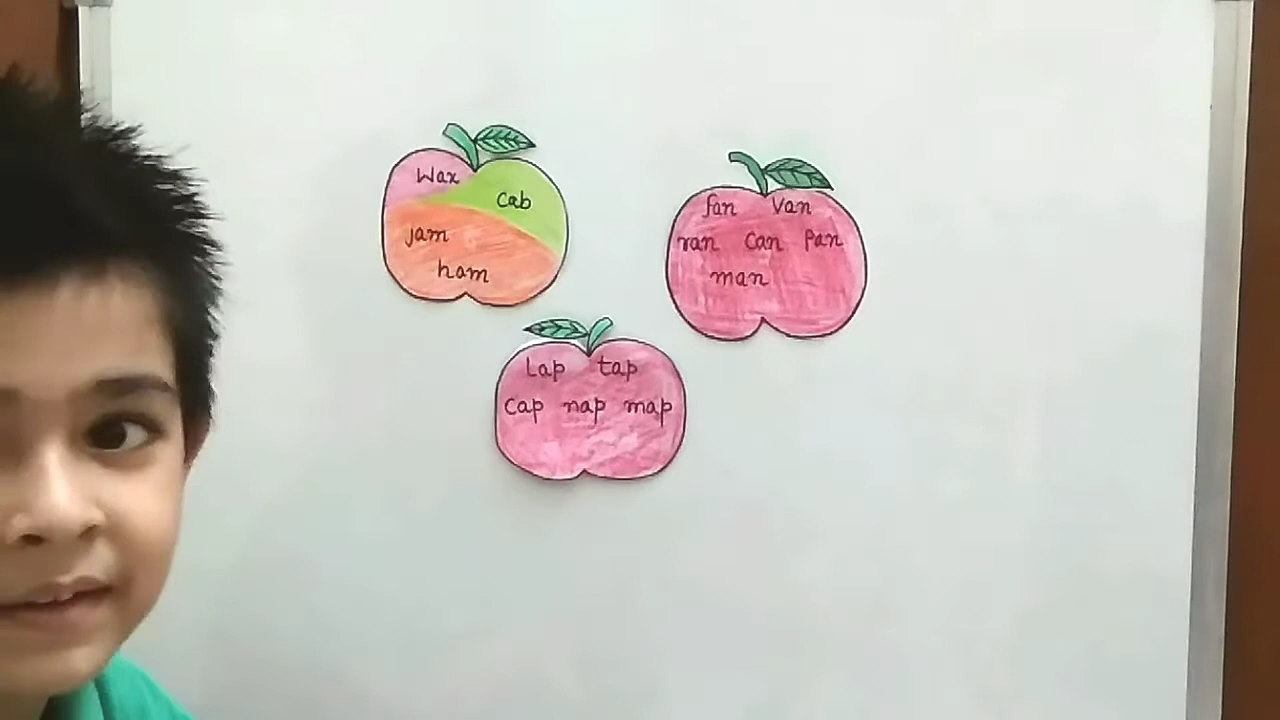 Wax
Cab
Jam
ham
fan Van
ran Can Pan
man
Lap tap
Cap nap map